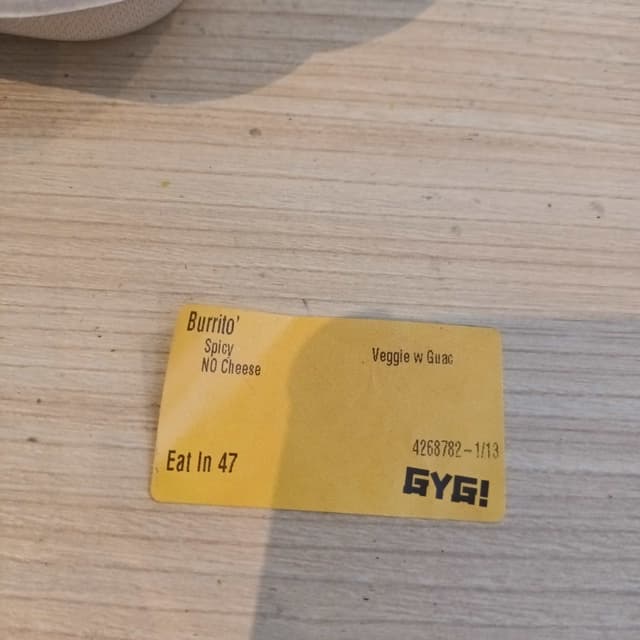 Burrito'
Spicy
Veggie w Guac
NO Cheese
4268782-1/13
Eat In 47
GYG!